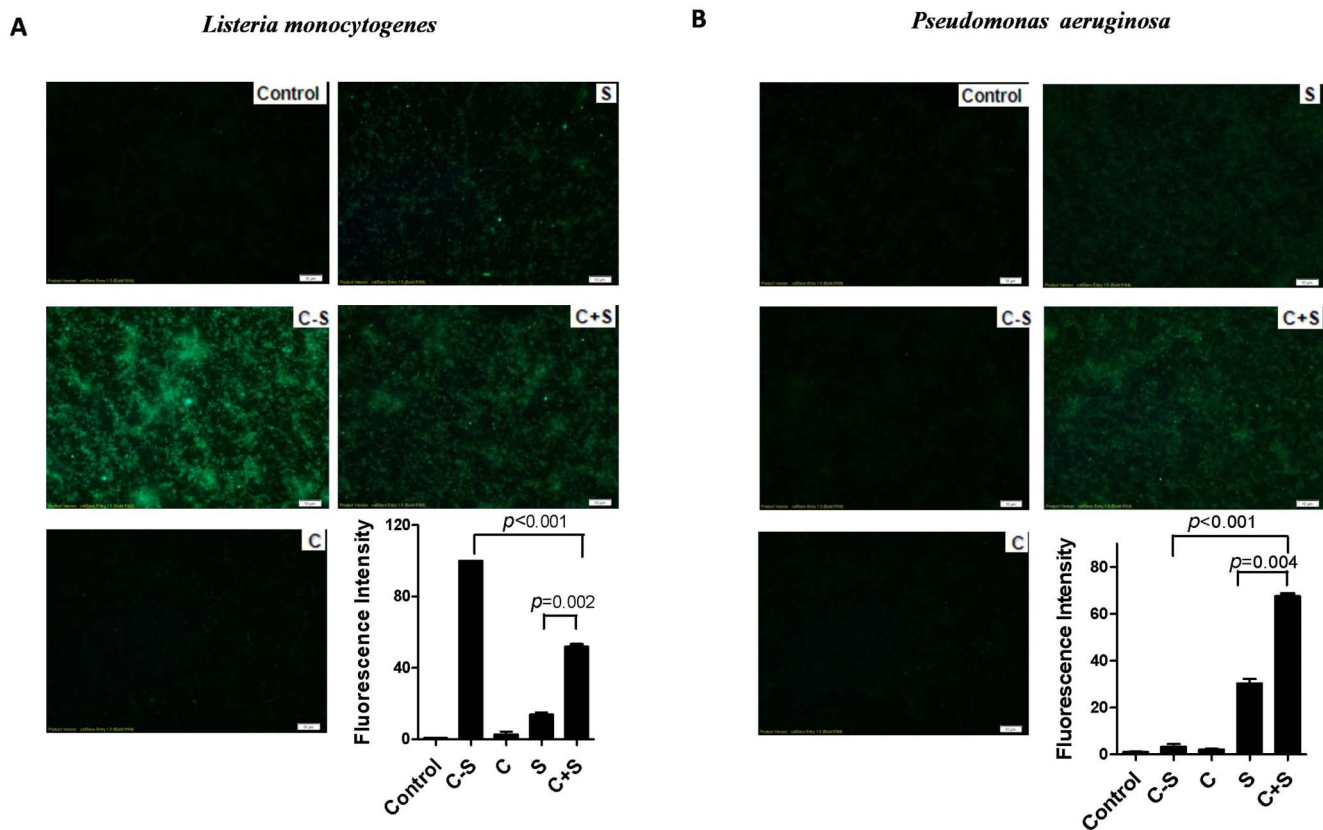 A
Listeria monocytogenes
Control
S
C-S
C+S
C
Fluorescence Intensity
120
80
40
0
p<0.001
p=0.002
Control
C-S
C
S
C+S
B
Pseudomonas aeruginosa
Control
S
C-S
C+S
C
Fluorescence Intensity
80
60
40
20
0
p<0.001
p=0.004
Control
C-S
C
S
C+S